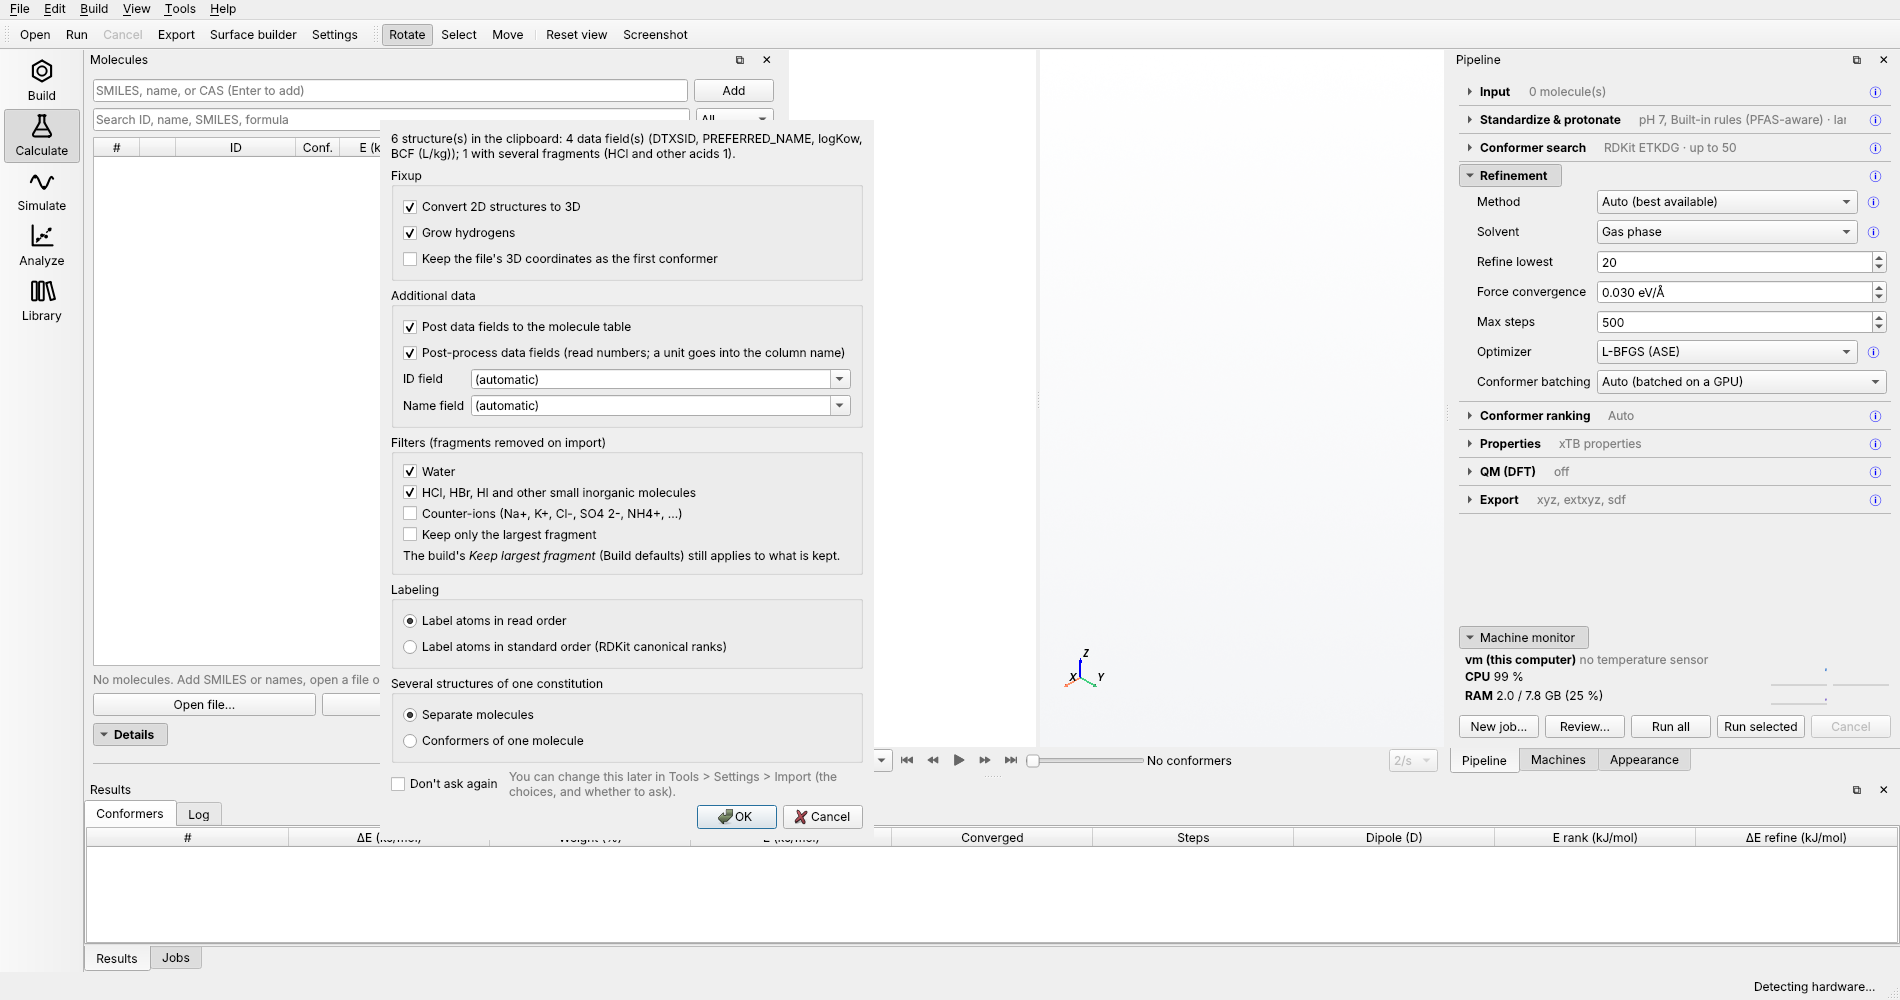 File Edit Build View Tools Help
Open Run Cancel Export Surface builder Settings Rotate Select Move Reset view Screenshot
Build
Calculate
Simulate
Analyze
Library
Molecules
SMILES, name, or CAS (Enter to add) Add
Search ID, name, SMILES, formula All
# ID Conf. E (k
No molecules. Add SMILES or names, open a file o
Open file...
Details
6 structure(s) in the clipboard: 4 data field(s) (DTXSID, PREFERRED_NAME, logKow,
BCF (L/kg)); 1 with several fragments (HCl and other acids 1).
Fixup
Convert 2D structures to 3D
Grow hydrogens
Keep the file's 3D coordinates as the first conformer
Additional data
Post data fields to the molecule table
Post-process data fields (read numbers; a unit goes into the column name)
ID field (automatic)
Name field (automatic)
Filters (fragments removed on import)
Water
HCl, HBr, HI and other small inorganic molecules
Counter-ions (Na+, K+, Cl-, SO4 2-, NH4+, ...)
Keep only the largest fragment
The build's Keep largest fragment (Build defaults) still applies to what is kept.
Labeling
Label atoms in read order
Label atoms in standard order (RDKit canonical ranks)
Several structures of one constitution
Separate molecules
Conformers of one molecule
Don't ask again
You can change this later in Tools > Settings > Import (the
choices, and whether to ask).
OK Cancel
Z
X Y
No conformers 2/s
Pipeline
Input 0 molecule(s)
Standardize & protonate pH 7, Built-in rules (PFAS-aware) · lar
Conformer search RDKit ETKDG · up to 50
Refinement
Method Auto (best available)
Solvent Gas phase
Refine lowest 20
Force convergence 0.030 eV/Å
Max steps 500
Optimizer L-BFGS (ASE)
Conformer batching Auto (batched on a GPU)
Conformer ranking Auto
Properties xTB properties
QM (DFT) off
Export xyz, extxyz, sdf
Machine monitor
vm (this computer) no temperature sensor
CPU 99 %
RAM 2.0 / 7.8 GB (25 %)
New job... Review... Run all Run selected Cancel
Pipeline Machines Appearance
Results
Conformers Log
# ΔE (kJ/mol) Weight (%) E (kJ/mol) Converged Steps Dipole (D) E rank (kJ/mol) ΔE refine (kJ/mol)
Results Jobs
Detecting hardware...